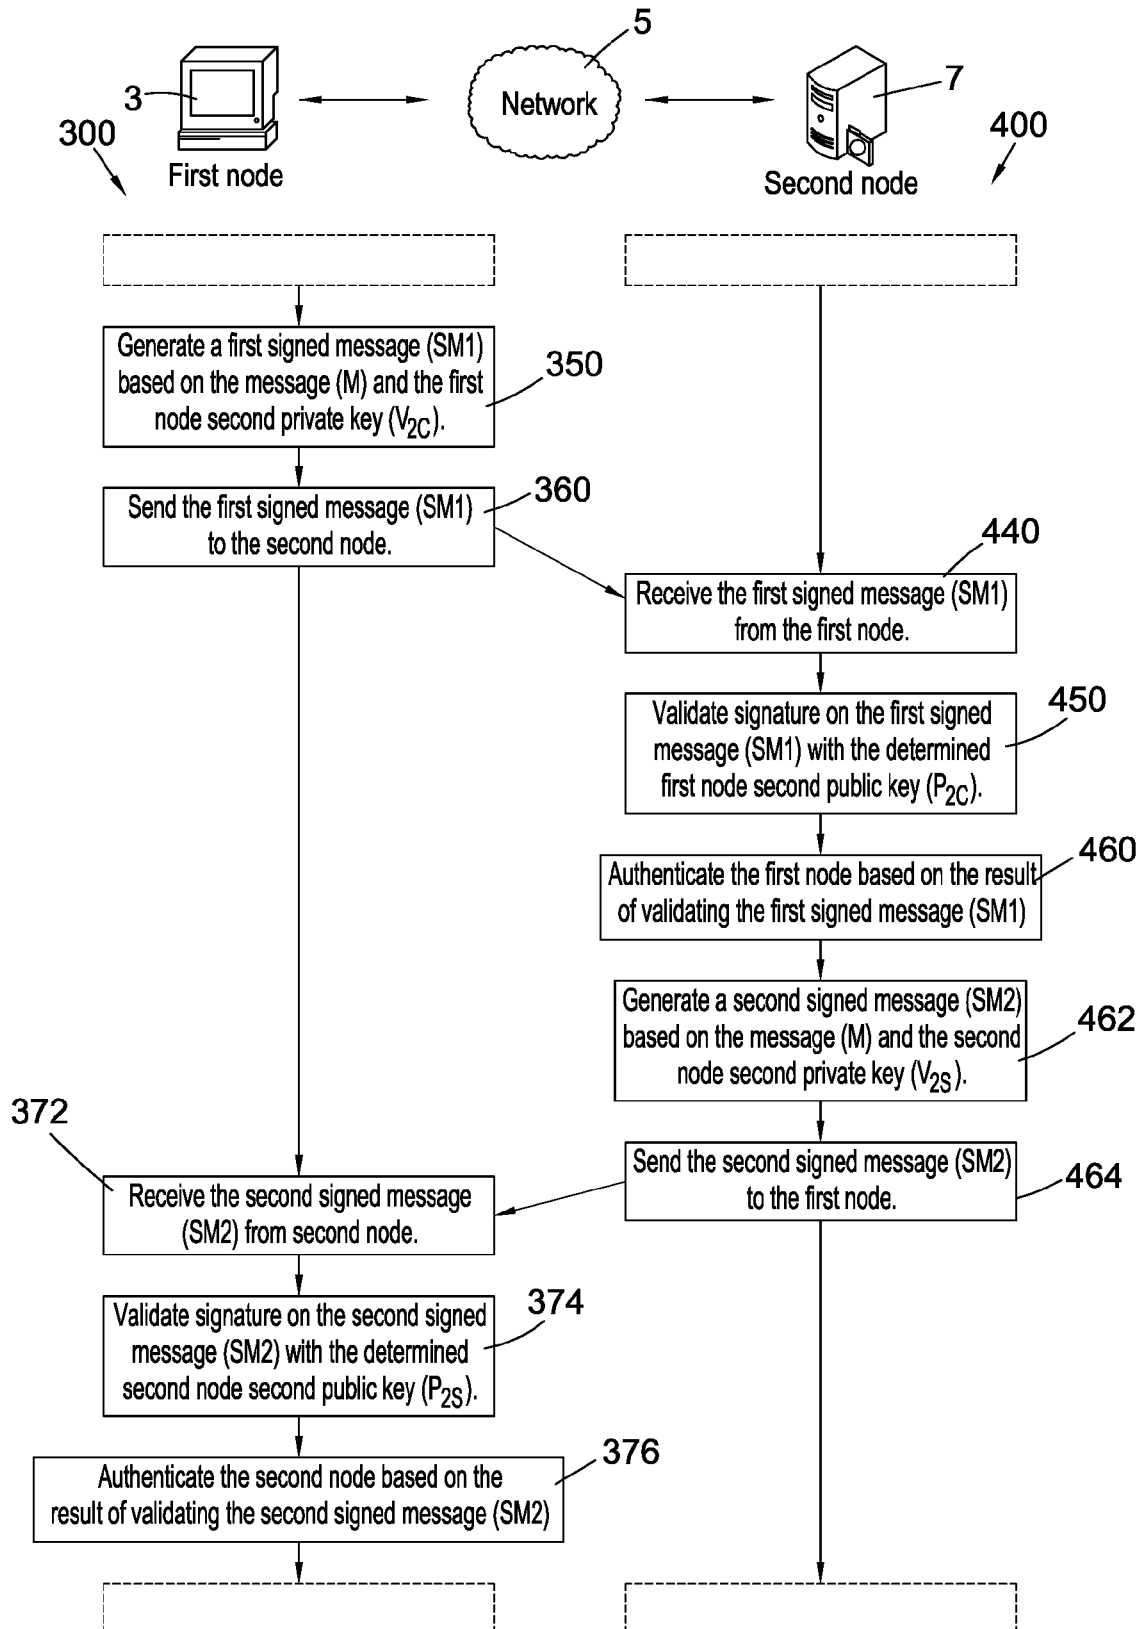 5
3
Network
7
300
400
First node
Second node
Generate a first signed message (SM1)
based on the message (M) and the first
node second private key (V2C).
350
Send the first signed message (SM1)
to the second node.
360
440
Receive the first signed message (SM1)
from the first node.
450
Validate signature on the first signed
message (SM1) with the determined
first node second public key (P2C).
460
Authenticate the first node based on the result
of validating the first signed message (SM1)
Generate a second signed message (SM2)
based on the message (M) and the second
node second private key (V2S).
462
372
Send the second signed message (SM2)
to the first node.
464
Receive the second signed message
(SM2) from second node.
374
Validate signature on the second signed
message (SM2) with the determined
second node second public key (P2S).
376
Authenticate the second node based on the
result of validating the second signed message (SM2)